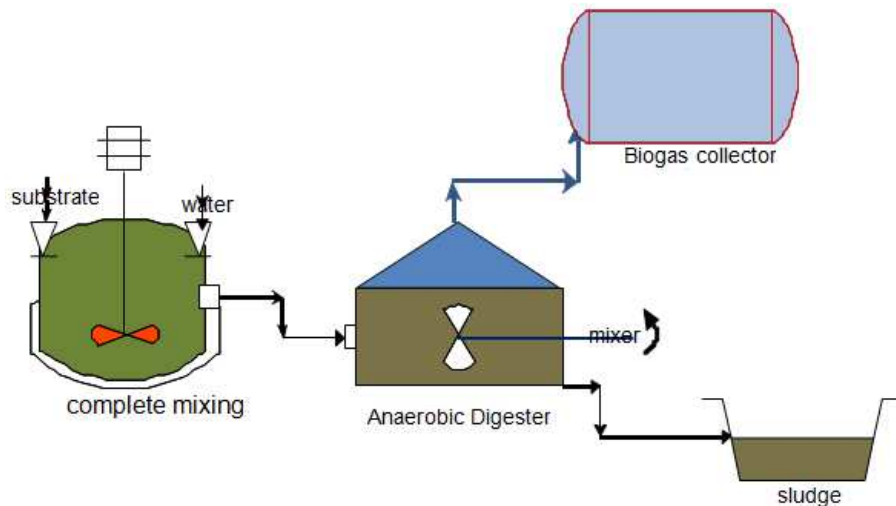 Biogas collector
substrate
water
mixer
complete mixing
Anaerobic Digester
sludge